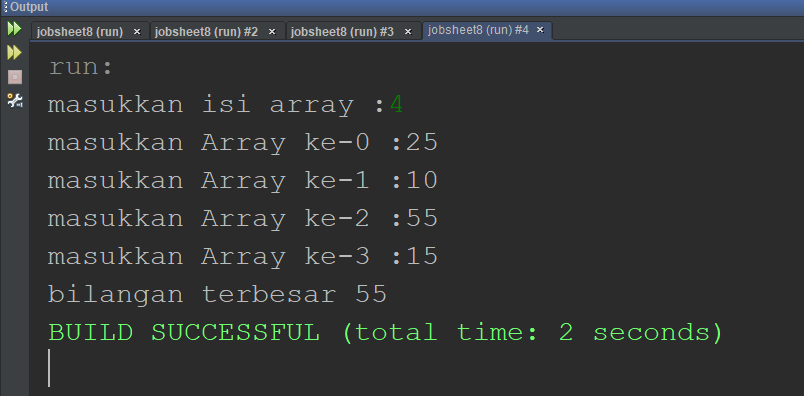 Output
jobsheet8 (run) × jobsheet8 (run) #2 × jobsheet8 (run) #3 × jobsheet8 (run) #4 ×
run:
masukkan isi array :4
masukkan Array ke-0 :25
masukkan Array ke-1 :10
masukkan Array ke-2 :55
masukkan Array ke-3 :15
bilangan terbesar 55
BUILD SUCCESSFUL (total time: 2 seconds)